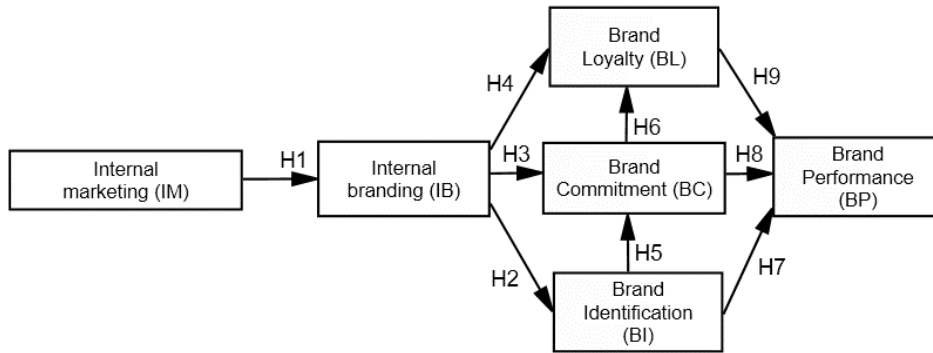 Brand
Loyalty (BL)
H4
H9
H6
Internal
marketing (IM)
H1
Internal
branding (IB)
H3
Brand
Commitment (BC)
H8
Brand
Performance
(BP)
H5
H2
H7
Brand
Identification
(BI)